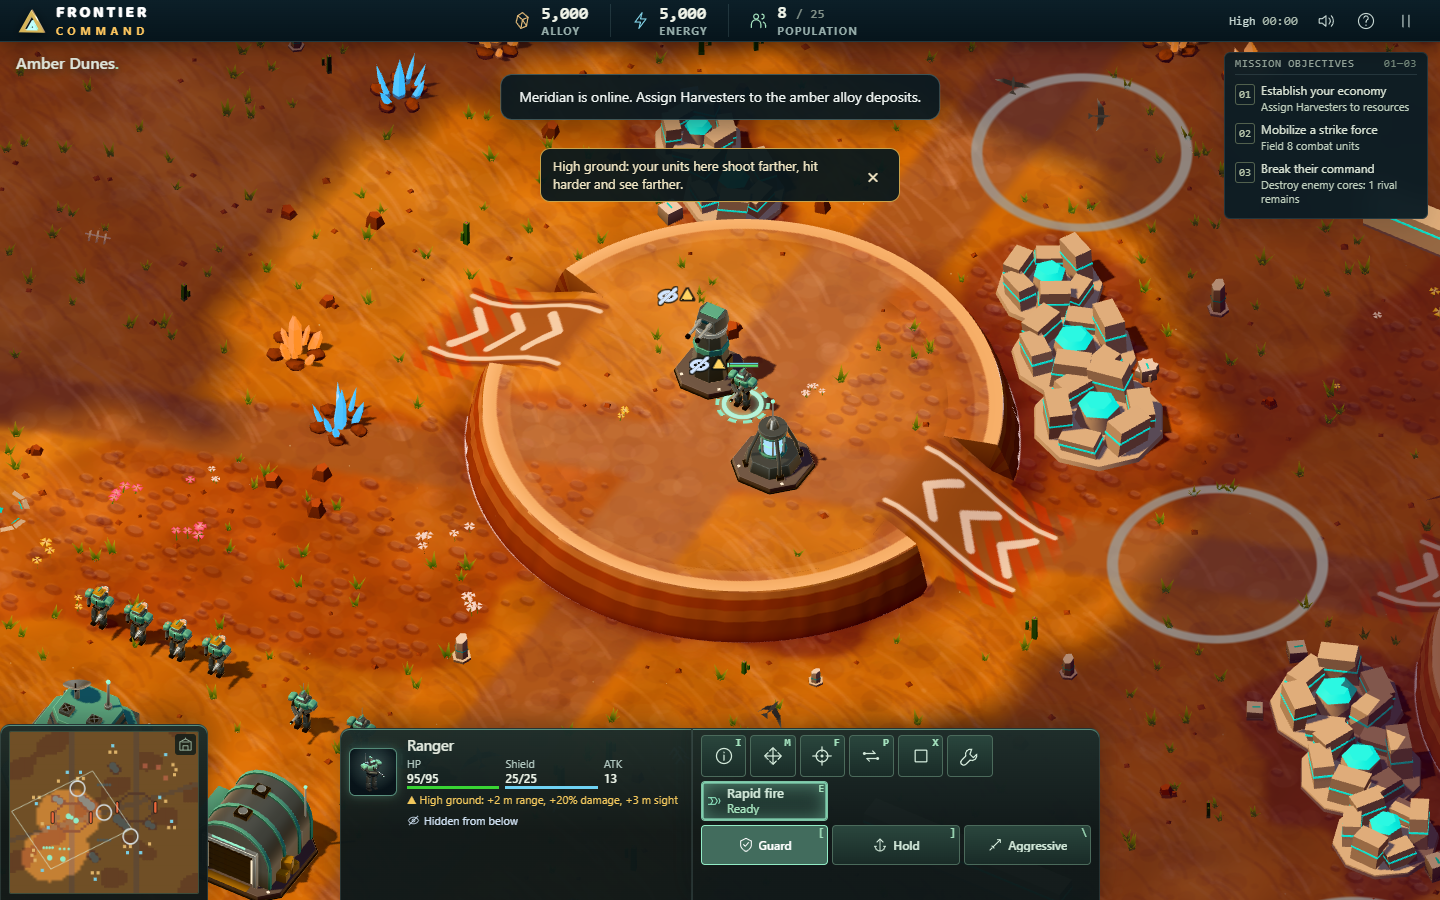 FRONTIER
COMMAND
5,000
ALLOY
5,000
ENERGY
8 / 25
POPULATION
High 00:00
Amber Dunes.
Meridian is online. Assign Harvesters to the amber alloy deposits.
High ground: your units here shoot farther, hit
harder and see farther.
MISSION OBJECTIVES 01—03
01 Establish your economy
Assign Harvesters to resources
02 Mobilize a strike force
Field 8 combat units
03 Break their command
Destroy enemy cores: 1 rival
remains
Ranger
HP Shield ATK
95/95 25/25 13
High ground: +2 m range, +20% damage, +3 m sight
Hidden from below
I M F P X
Rapid fire E
Ready
Guard [ Hold ] Aggressive \